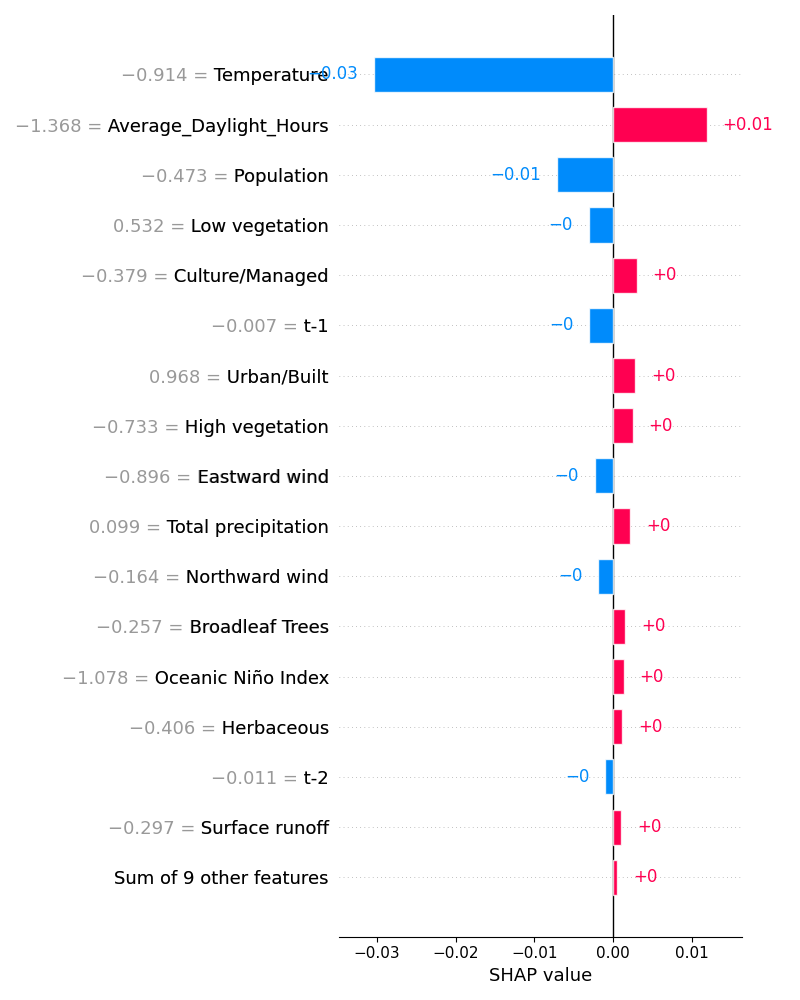 −0.914 = Temperature −0.03
−1.368 = Average_Daylight_Hours +0.01
−0.473 = Population −0.01
0.532 = Low vegetation −0
−0.379 = Culture/Managed +0
−0.007 = t-1 −0
0.968 = Urban/Built +0
−0.733 = High vegetation +0
−0.896 = Eastward wind −0
0.099 = Total precipitation +0
−0.164 = Northward wind −0
−0.257 = Broadleaf Trees +0
−1.078 = Oceanic Niño Index +0
−0.406 = Herbaceous +0
−0.011 = t-2 −0
−0.297 = Surface runoff +0
Sum of 9 other features +0
−0.03 −0.02 −0.01 0.00 0.01
SHAP value